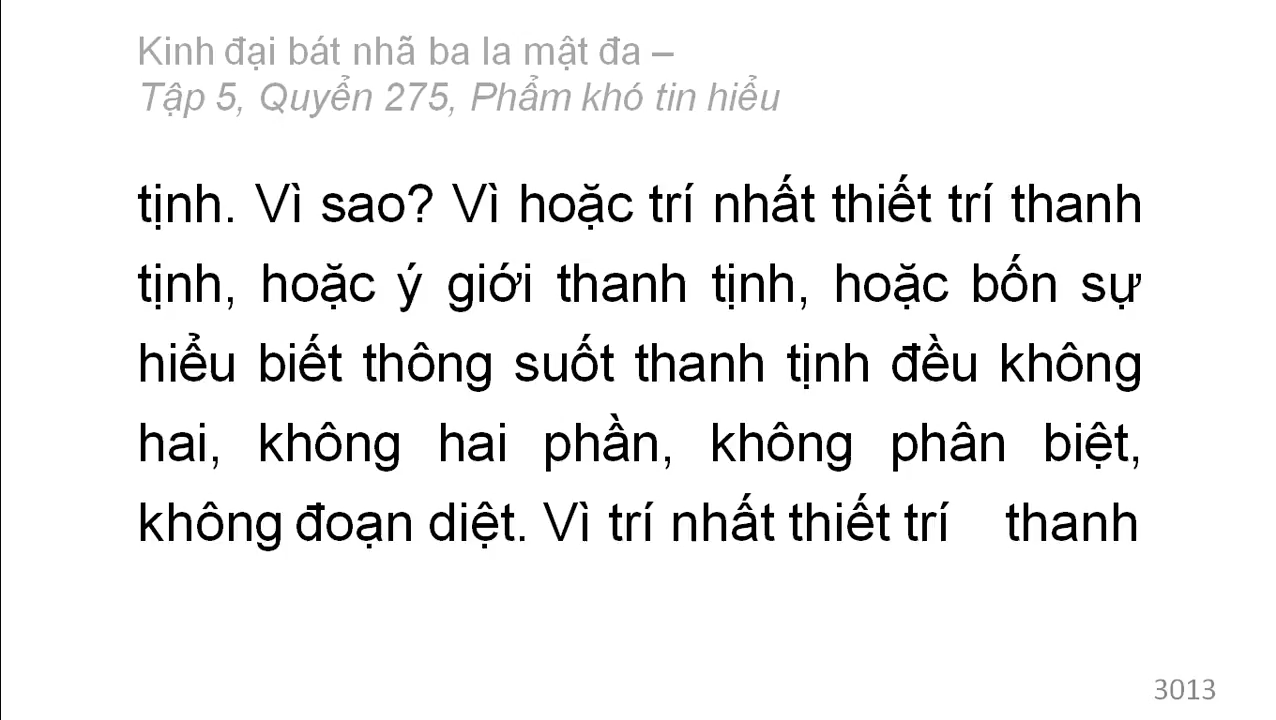 Kinh đại bát nhã ba la mật đa –
Tập 5, Quyển 275, Phẩm khó tin hiểu
tịnh. Vì sao? Vì hoặc trí nhất thiết trí thanh
tịnh, hoặc ý giới thanh tịnh, hoặc bốn sự
hiểu biết thông suốt thanh tịnh đều không
hai, không hai phần, không phân biệt,
không đoạn diệt. Vì trí nhất thiết trí thanh
3013